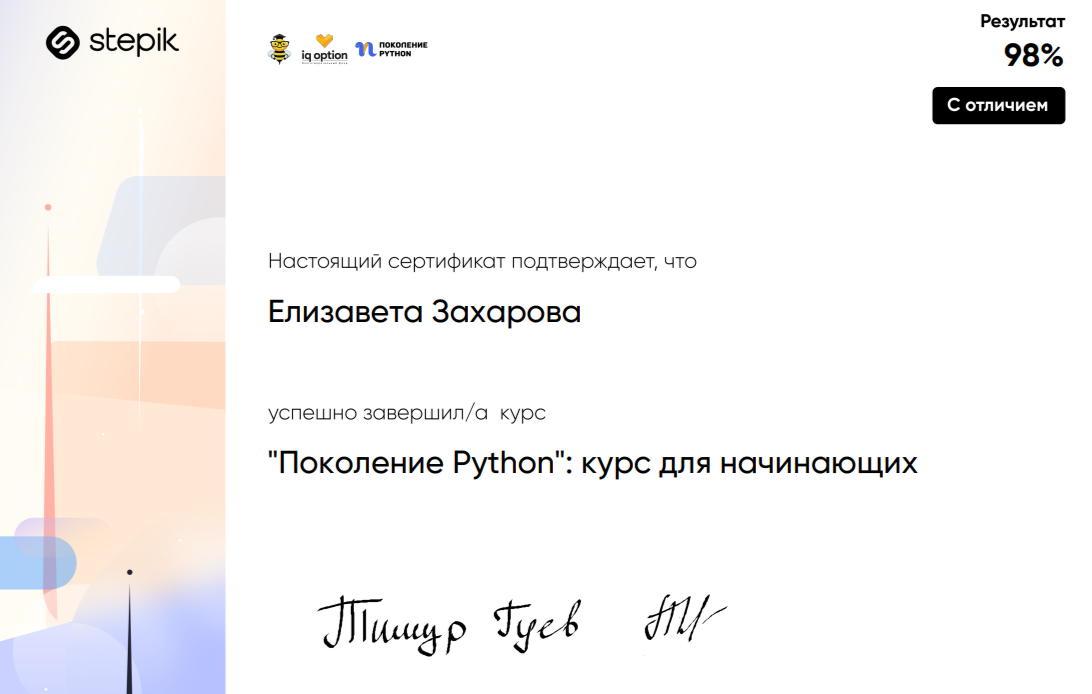 stepik
iq option
ПОКОЛЕНИЕ
PYTHON
Результат
98%
С отличием
Настоящий сертификат подтверждает, что
Елизавета Захарова
успешно завершил/а курс
"Поколение Python": курс для начинающих
Тимур Гуев